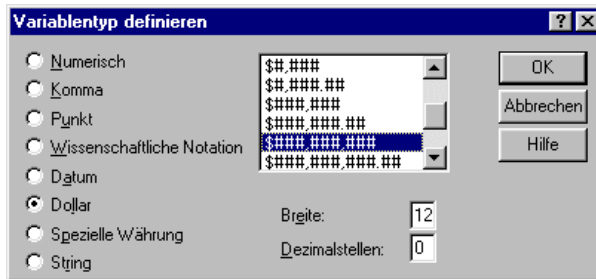 Variablentyp definieren
Numerisch
Komma
Punkt
Wissenschaftliche Notation
Datum
Dollar
Spezielle Währung
String
$#,###
$#,###.##
$###,###
$###,###.##
$###,###,###
$###,###,###.##
Breite: 12
Dezimalstellen: 0
OK
Abbrechen
Hilfe